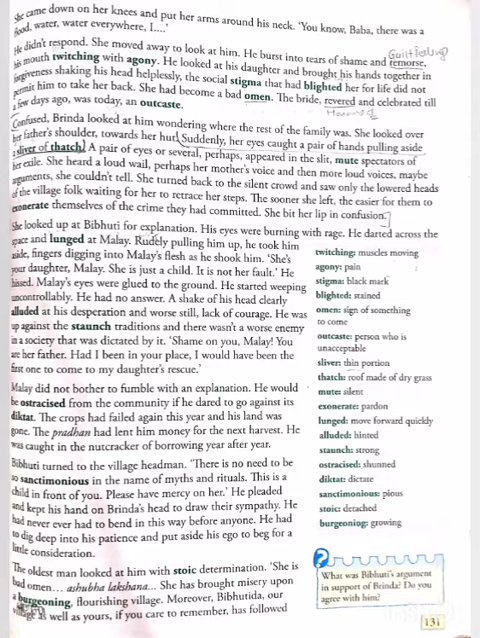 She came down on her knees and put her arms around his neck. 'You know, Baba, there was a
flood, water, water everywhere, I....'
He didn't respond. She moved away to look at him. He burst into tears of shame and remorse,
his mouth twitching with agony. He looked at his daughter and brought his hands together in
forgiveness shaking his head helplessly, the social stigma that had blighted her for life did not
permit him to take her back. She had become a bad omen. The bride, revered and celebrated till
a few days ago, was today, an outcaste.
Confused, Brinda looked at him wondering where the rest of the family was. She looked over
her father's shoulder, towards her hut. Suddenly, her eyes caught a pair of hands pulling aside
a sliver of thatch. A pair of eyes or several, perhaps, appeared in the slit, mute spectators of
her exile. She heard a loud wail, perhaps her mother's voice and then more loud voices, maybe
arguments, she couldn't tell. She turned back to the silent crowd and saw only the lowered heads
of the village folk waiting for her to retrace her steps. The sooner she left, the easier for them to
exonerate themselves of the crime they had committed. She bit her lip in confusion.
She looked up at Bibhuti for explanation. His eyes were burning with rage. He darted across the
space and lunged at Malay. Rudely pulling him up, he took him
aside, fingers digging into Malay's flesh as he shook him. 'She's
your daughter, Malay. She is just a child. It is not her fault.' He
hissed. Malay's eyes were glued to the ground. He started weeping
uncontrollably. He had no answer. A shake of his head clearly
alluded at his desperation and worse still, lack of courage. He was
up against the staunch traditions and there wasn't a worse enemy
in a society that was dictated by it. 'Shame on you, Malay! You
are her father. Had I been in your place, I would have been the
first one to come to my daughter's rescue.'
Malay did not bother to fumble with an explanation. He would
be ostracised from the community if he dared to go against its
diktat. The crops had failed again this year and his land was
gone. The pradhan had lent him money for the next harvest. He
was caught in the nutcracker of borrowing year after year.
Bibhuti turned to the village headman. 'There is no need to be
so sanctimonious in the name of myths and rituals. This is a
child in front of you. Please have mercy on her.' He pleaded
and kept his hand on Brinda's head to draw their sympathy. He
had never ever had to bend in this way before anyone. He had
to dig deep into his patience and put aside his ego to beg for a
little consideration.
The oldest man looked at him with stoic determination. 'She is
bad omen... ashubha lakshana... She has brought misery upon
a burgeoning, flourishing village. Moreover, Bibhutida, our
village as well as yours, if you care to remember, has followed
Guilt feeling
Honoured
twitching: muscles moving
agony: pain
stigma: black mark
blighted: stained
omen: sign of something
to come
outcaste: person who is
unacceptable
sliver: thin portion
thatch: roof made of dry grass
mute: silent
exonerate: pardon
lunged: move forward quickly
alluded: hinted
staunch: strong
ostracised: shunned
diktat: dictate
sanctimonious: pious
stoic: detached
burgeoning: growing
?
What was Bibhuti's argument
in support of Brinda? Do you
agree with him?
131